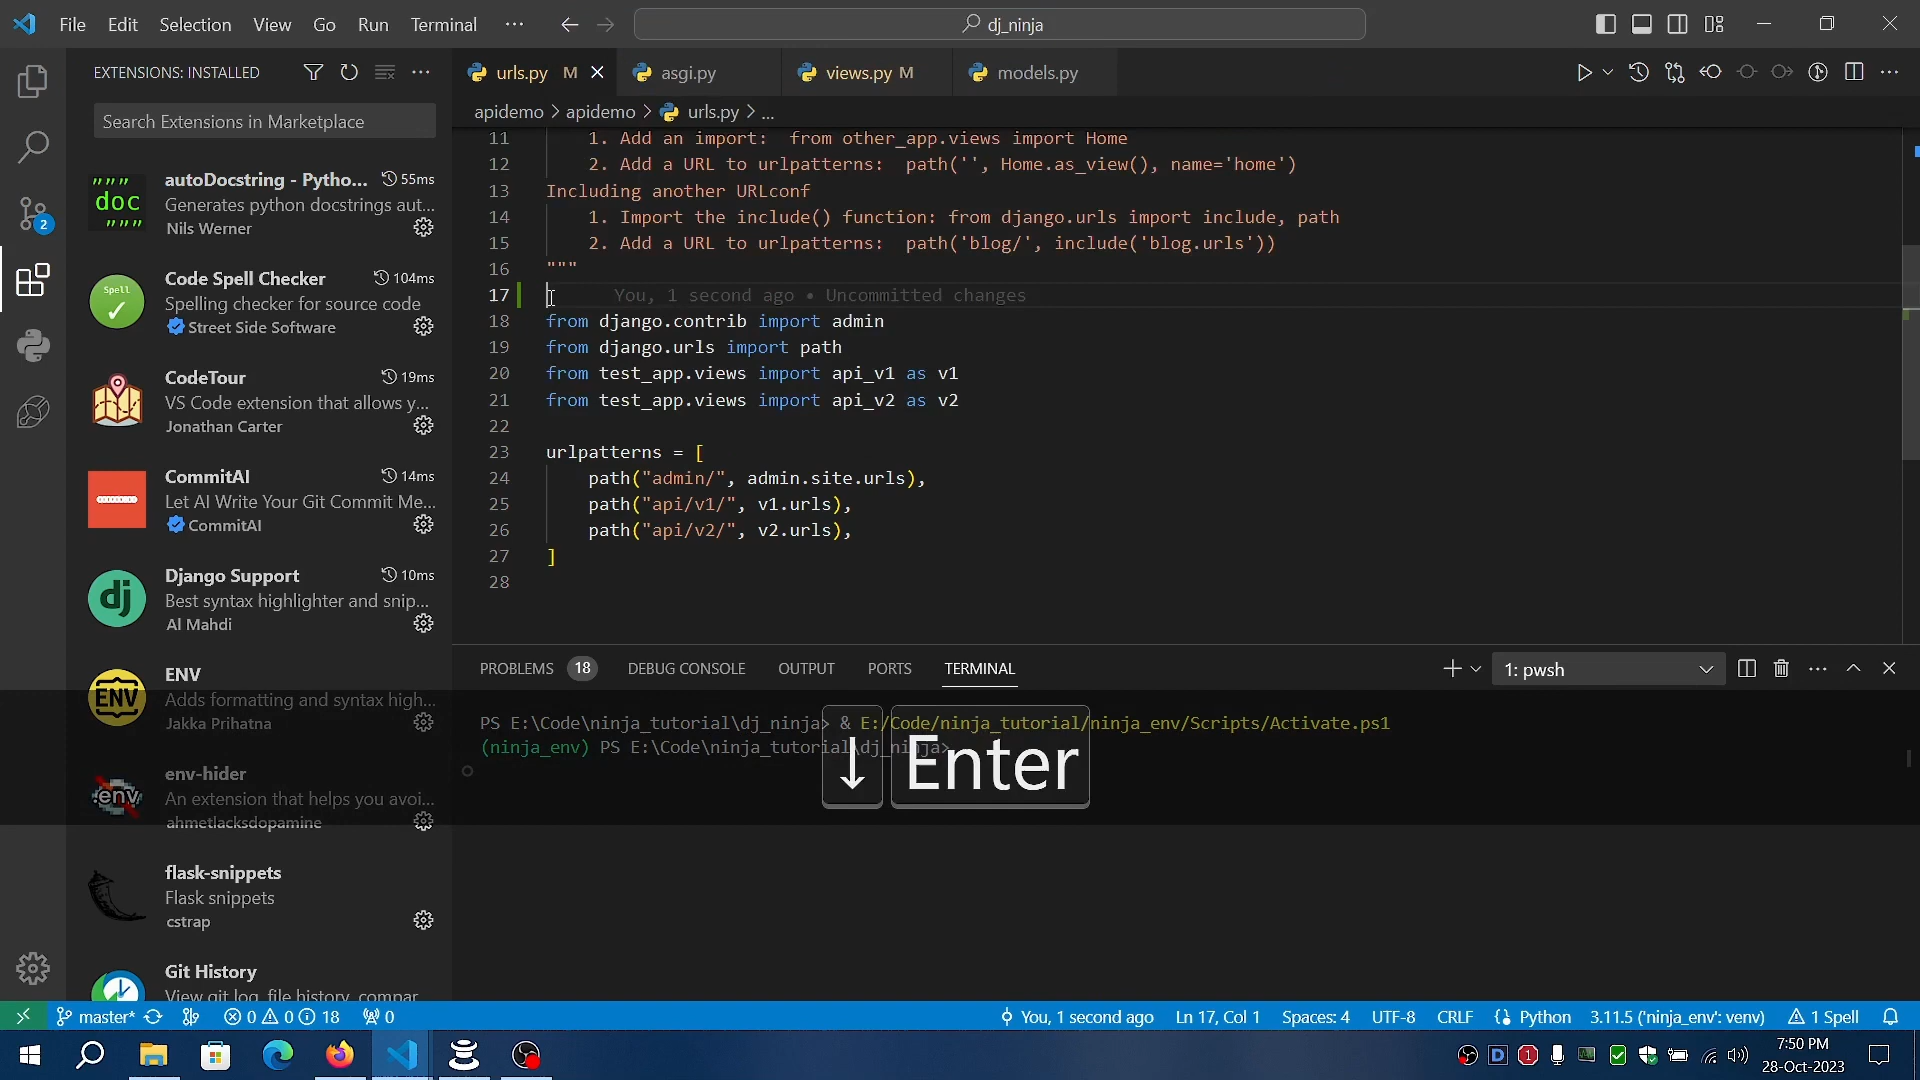 File Edit Selection View Go Run Terminal ··· dj_ninja
EXTENSIONS: INSTALLED
Search Extensions in Marketplace
doc
autoDocstring - Pytho... 55ms
Generates python docstrings aut...
Nils Werner
Spell
Code Spell Checker 104ms
Spelling checker for source code
Street Side Software
CodeTour 19ms
VS Code extension that allows y...
Jonathan Carter
CommitAI 14ms
Let AI Write Your Git Commit Me...
CommitAI
dj
Django Support 10ms
Best syntax highlighter and snip...
Al Mahdi
ENV
ENV
Adds formatting and syntax high...
Jakka Prihatna
env
env-hider
An extension that helps you avoi...
ahmetlacksdopamine
flask-snippets
Flask snippets
cstrap
Git History
View git log, file history, compar
2
urls.py M asgi.py views.py M models.py
apidemo > apidemo > urls.py > ...
11 1. Add an import: from other_app.views import Home
12 2. Add a URL to urlpatterns: path('', Home.as_view(), name='home')
13 Including another URLconf
14 1. Import the include() function: from django.urls import include, path
15 2. Add a URL to urlpatterns: path('blog/', include('blog.urls'))
16 """
17 You, 1 second ago • Uncommitted changes
18 from django.contrib import admin
19 from django.urls import path
20 from test_app.views import api_v1 as v1
21 from test_app.views import api_v2 as v2
22
23 urlpatterns = [
24 path("admin/", admin.site.urls),
25 path("api/v1/", v1.urls),
26 path("api/v2/", v2.urls),
27 ]
28
PROBLEMS 18 DEBUG CONSOLE OUTPUT PORTS TERMINAL 1: pwsh
PS E:\Code\ninja_tutorial\dj_ninja> & E:/Code/ninja_tutorial/ninja_env/Scripts/Activate.ps1
(ninja_env) PS E:\Code\ninja_tutorial\dj_ninja>
↓ Enter
master* 0 0 18 0 You, 1 second ago Ln 17, Col 1 Spaces: 4 UTF-8 CRLF Python 3.11.5 ('ninja_env': venv) 1 Spell
7:50 PM
28-Oct-2023